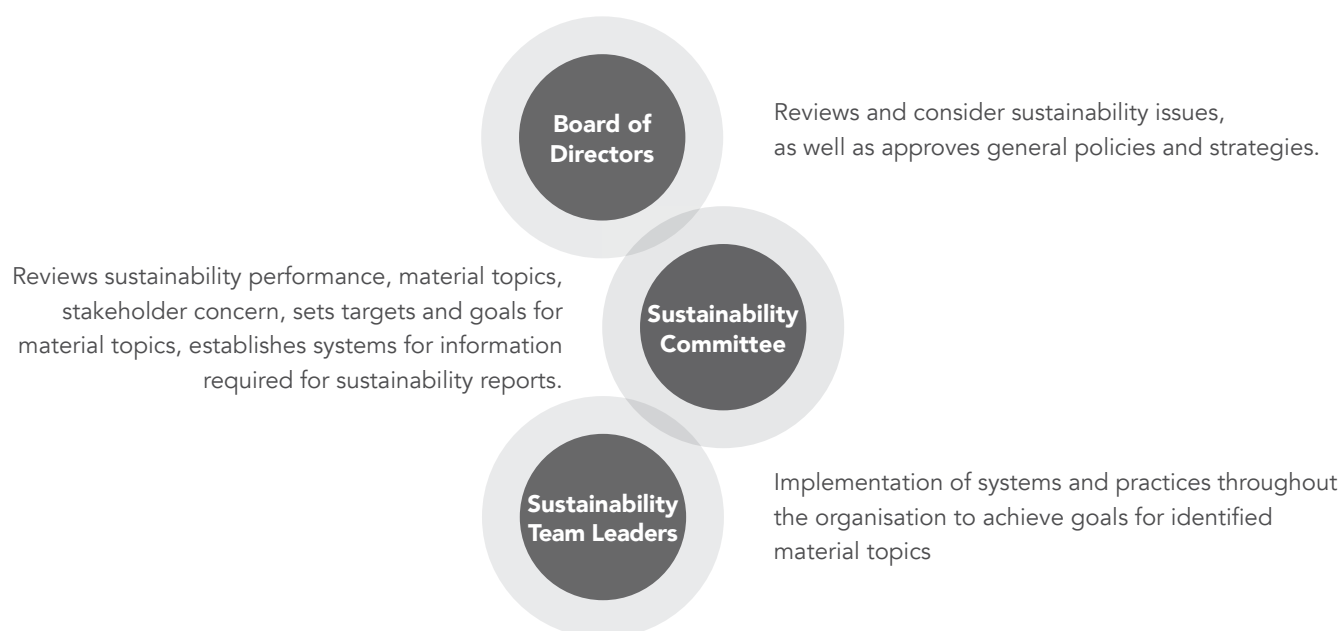 Board of
Directors
Reviews and consider sustainability issues,
as well as approves general policies and strategies.
Sustainability
Committee
Reviews sustainability performance, material topics,
stakeholder concern, sets targets and goals for
material topics, establishes systems for information
required for sustainability reports.
Sustainability
Team Leaders
Implementation of systems and practices throughout
the organisation to achieve goals for identified
material topics